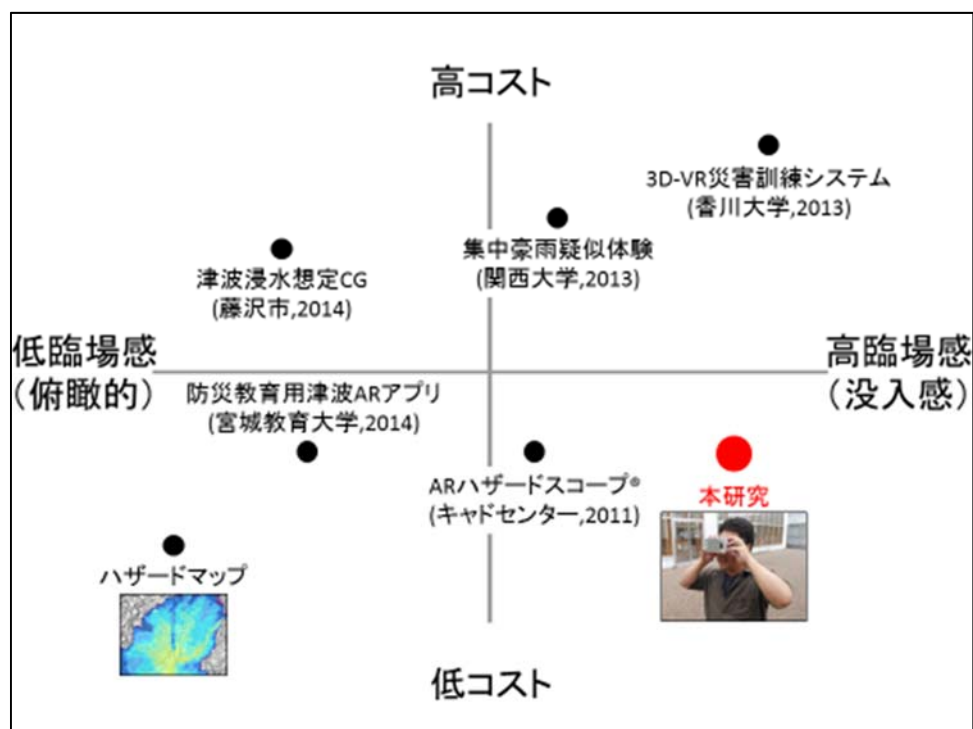 高コスト
3D-VR災害訓練システム
(香川大学,2013)
集中豪雨疑似体験
(関西大学,2013)
津波浸水想定CG
(藤沢市,2014)
低臨場感
（俯瞰的）
高臨場感
（没入感）
防災教育用津波ARアプリ
(宮城教育大学,2014)
ARハザードスコープ®
(キャドセンター,2011)
本研究
ハザードマップ
低コスト